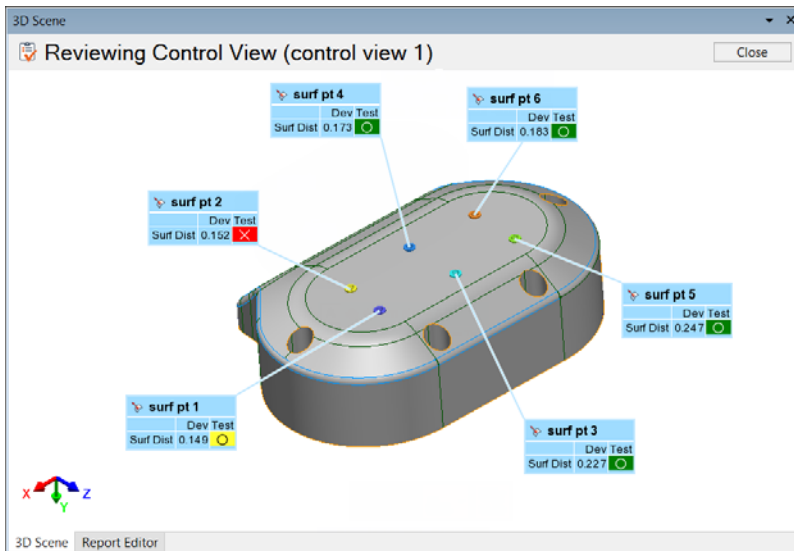 3D Scene
Reviewing Control View (control view 1)
Close
surf pt 4
Dev Test
Surf Dist 0.173
surf pt 6
Dev Test
Surf Dist 0.183
surf pt 2
Dev Test
Surf Dist 0.152
surf pt 5
Dev Test
Surf Dist 0.247
surf pt 1
Dev Test
Surf Dist 0.149
surf pt 3
Dev Test
Surf Dist 0.227
X Z
Y
3D Scene Report Editor